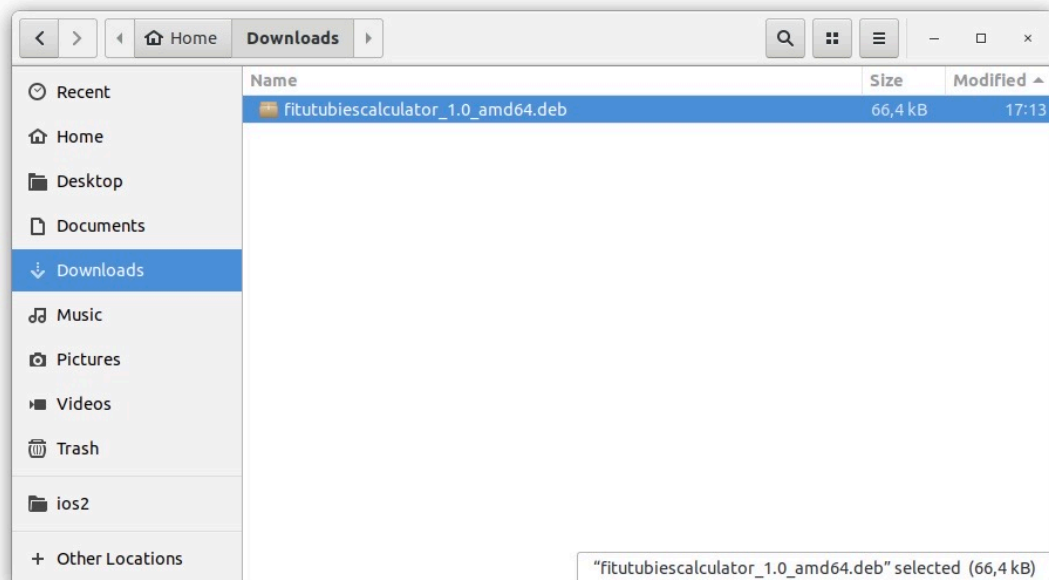 Home Downloads
Name Size Modified
fitutubiescalculator_1.0_amd64.deb 66,4 kB 17:13
Recent
Home
Desktop
Documents
Downloads
Music
Pictures
Videos
Trash
ios2
+ Other Locations
“fitutubiescalculator_1.0_amd64.deb” selected (66,4 kB)